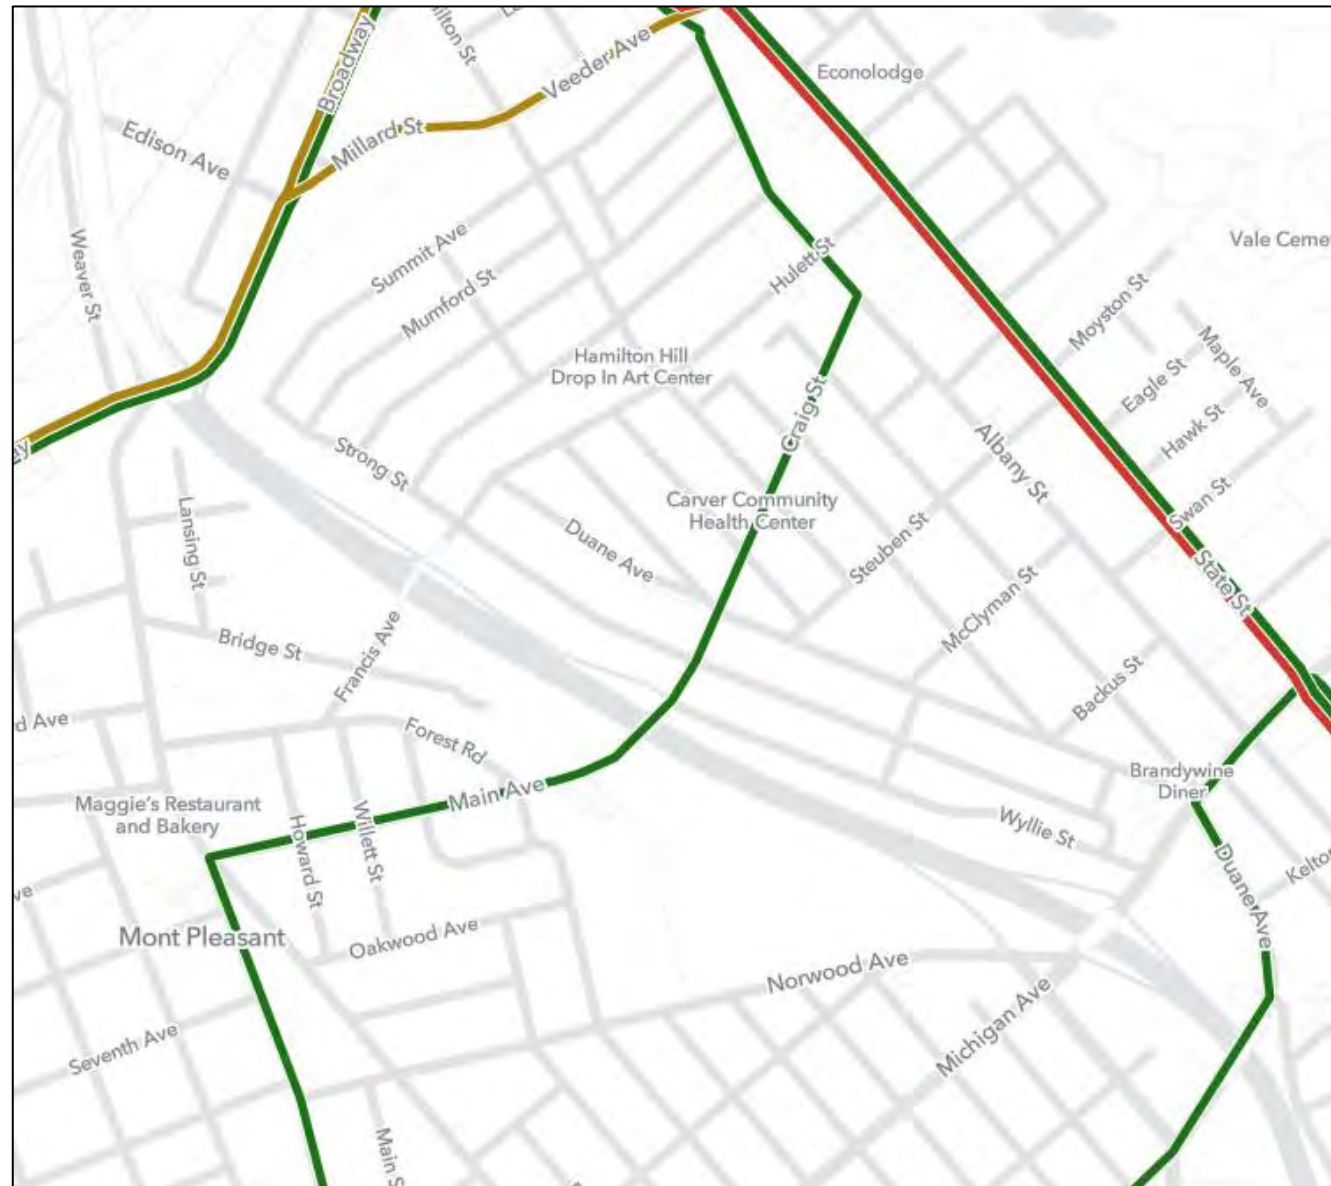 Broadway
Veeder Ave
Econolodge
Millard St
Edison Ave
Summit Ave
Weaver St
Vale Ceme
Hulett St
Mumford St
Moyston St
Hamilton Hill
Drop In Art Center
Maple Ave
Eagle St
Craig St
Hawk St
Strong St
Albany St
Carver Community
Health Center
Swan St
Lansing St
Duane Ave
Steuben St
State St
McClyman St
Bridge St
Francis Ave
Backus St
d Ave
Forest Rd
Brandywine
Diner
Main Ave
Maggie's Restaurant
and Bakery
Howard St
Willett St
Wyllie St
Duane Ave
Mont Pleasant
Oakwood Ave
Norwood Ave
Michigan Ave
Seventh Ave
Main S